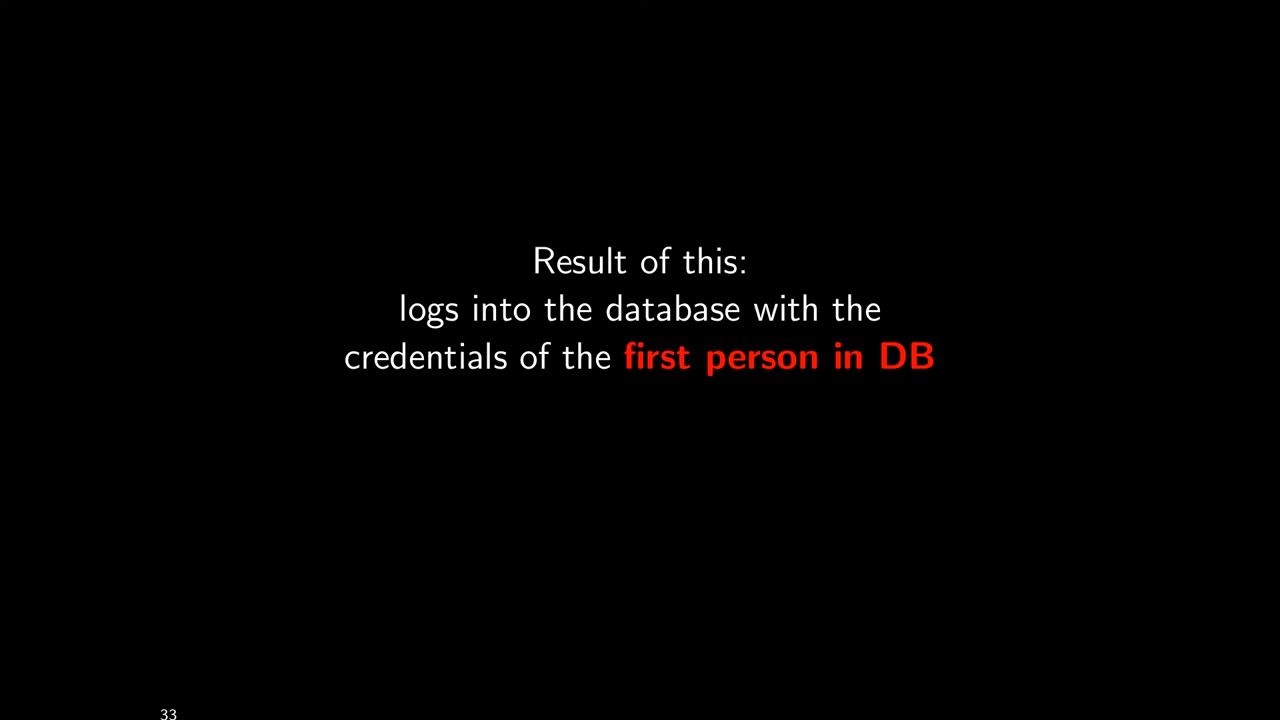 Result of this:
logs into the database with the
credentials of the first person in DB
33